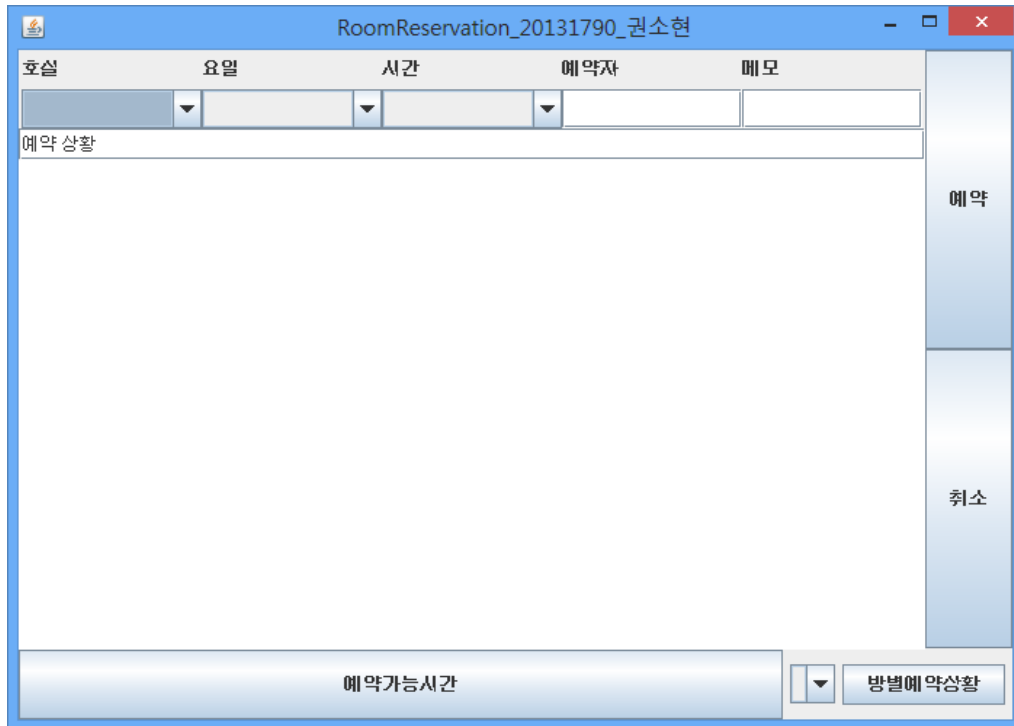 RoomReservation_20131790_권소현
호실 요일 시간 예약자 메모
예약 상황
예약
취소
예약가능시간 방별예약상황